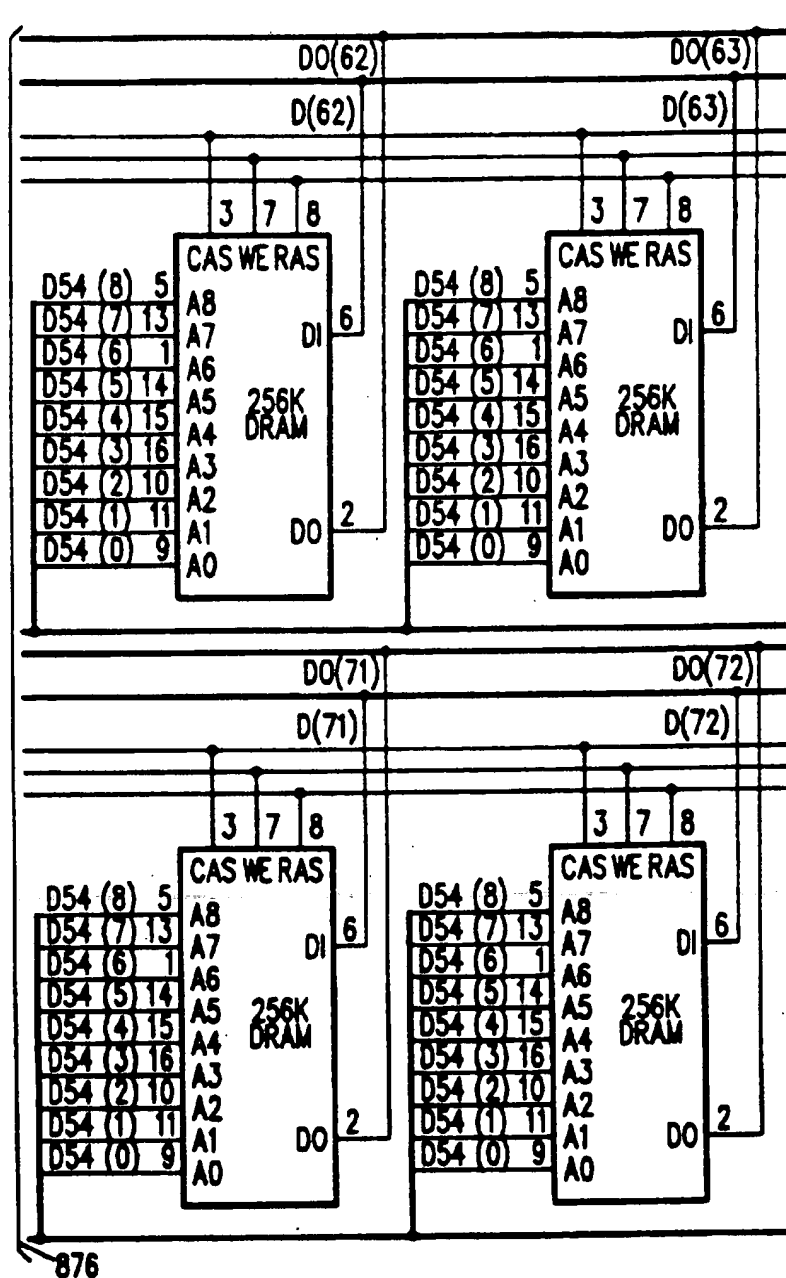 DO(62) DO(63)
D(62) D(63)
3 7 8 3 7 8
CAS WE RAS CAS WE RAS
D54 (8) 5 A8 D54 (8) 5 A8
D54 (7) 13 A7 DI 6 D54 (7) 13 A7 DI 6
D54 (6) 1 A6 D54 (6) 1 A6
D54 (5) 14 A5 256K D54 (5) 14 A5 256K
D54 (4) 15 A4 DRAM D54 (4) 15 A4 DRAM
D54 (3) 16 A3 D54 (3) 16 A3
D54 (2) 10 A2 D54 (2) 10 A2
D54 (1) 11 A1 DO 2 D54 (1) 11 A1 DO 2
D54 (0) 9 A0 D54 (0) 9 A0
DO(71) DO(72)
D(71) D(72)
3 7 8 3 7 8
CAS WE RAS CAS WE RAS
D54 (8) 5 A8 D54 (8) 5 A8
D54 (7) 13 A7 DI 6 D54 (7) 13 A7 DI 6
D54 (6) 1 A6 D54 (6) 1 A6
D54 (5) 14 A5 256K D54 (5) 14 A5 256K
D54 (4) 15 A4 DRAM D54 (4) 15 A4 DRAM
D54 (3) 16 A3 D54 (3) 16 A3
D54 (2) 10 A2 D54 (2) 10 A2
D54 (1) 11 A1 DO 2 D54 (1) 11 A1 DO 2
D54 (0) 9 A0 D54 (0) 9 A0
876